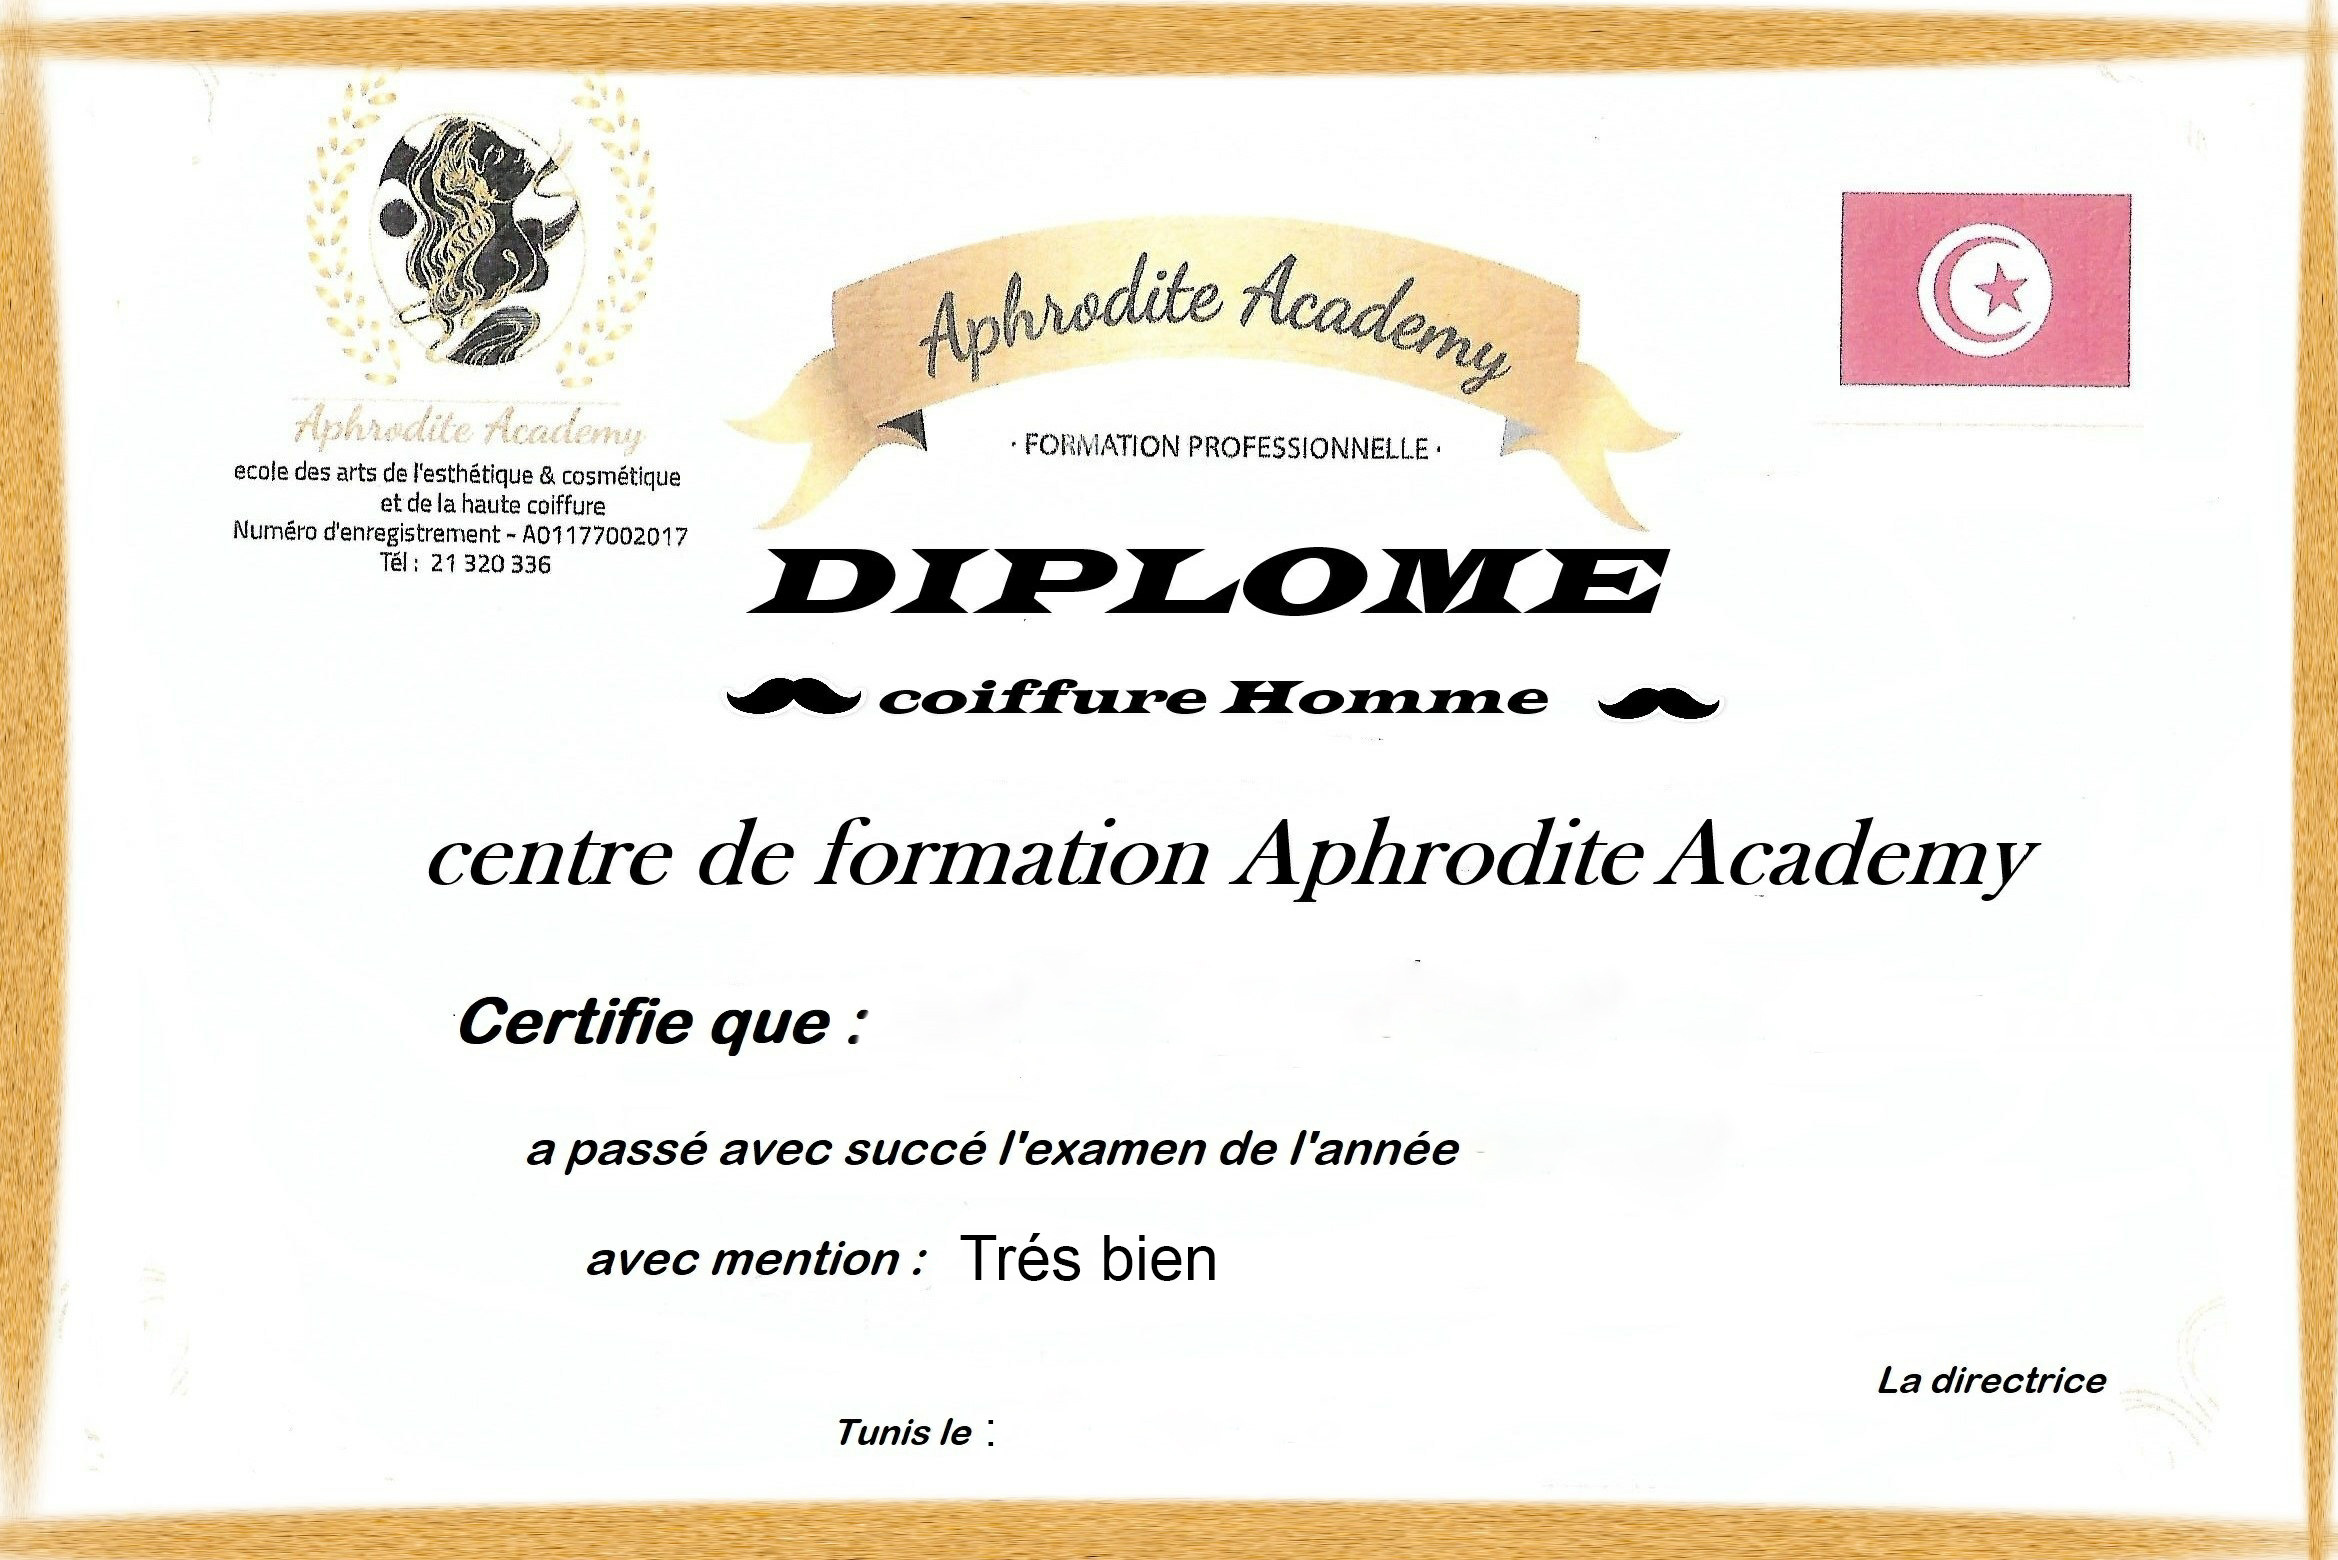 Aphrodite Academy
ecole des arts de l'esthétique & cosmétique
et de la haute coiffure
Numéro d'enregistrement - A01177002017
Tél : 21 320 336
Aphrodite Academy
· FORMATION PROFESSIONNELLE ·
DIPLOME
coiffure Homme
centre de formation Aphrodite Academy
Certifie que :
a passé avec succé l'examen de l'année
avec mention : Trés bien
La directrice
Tunis le :